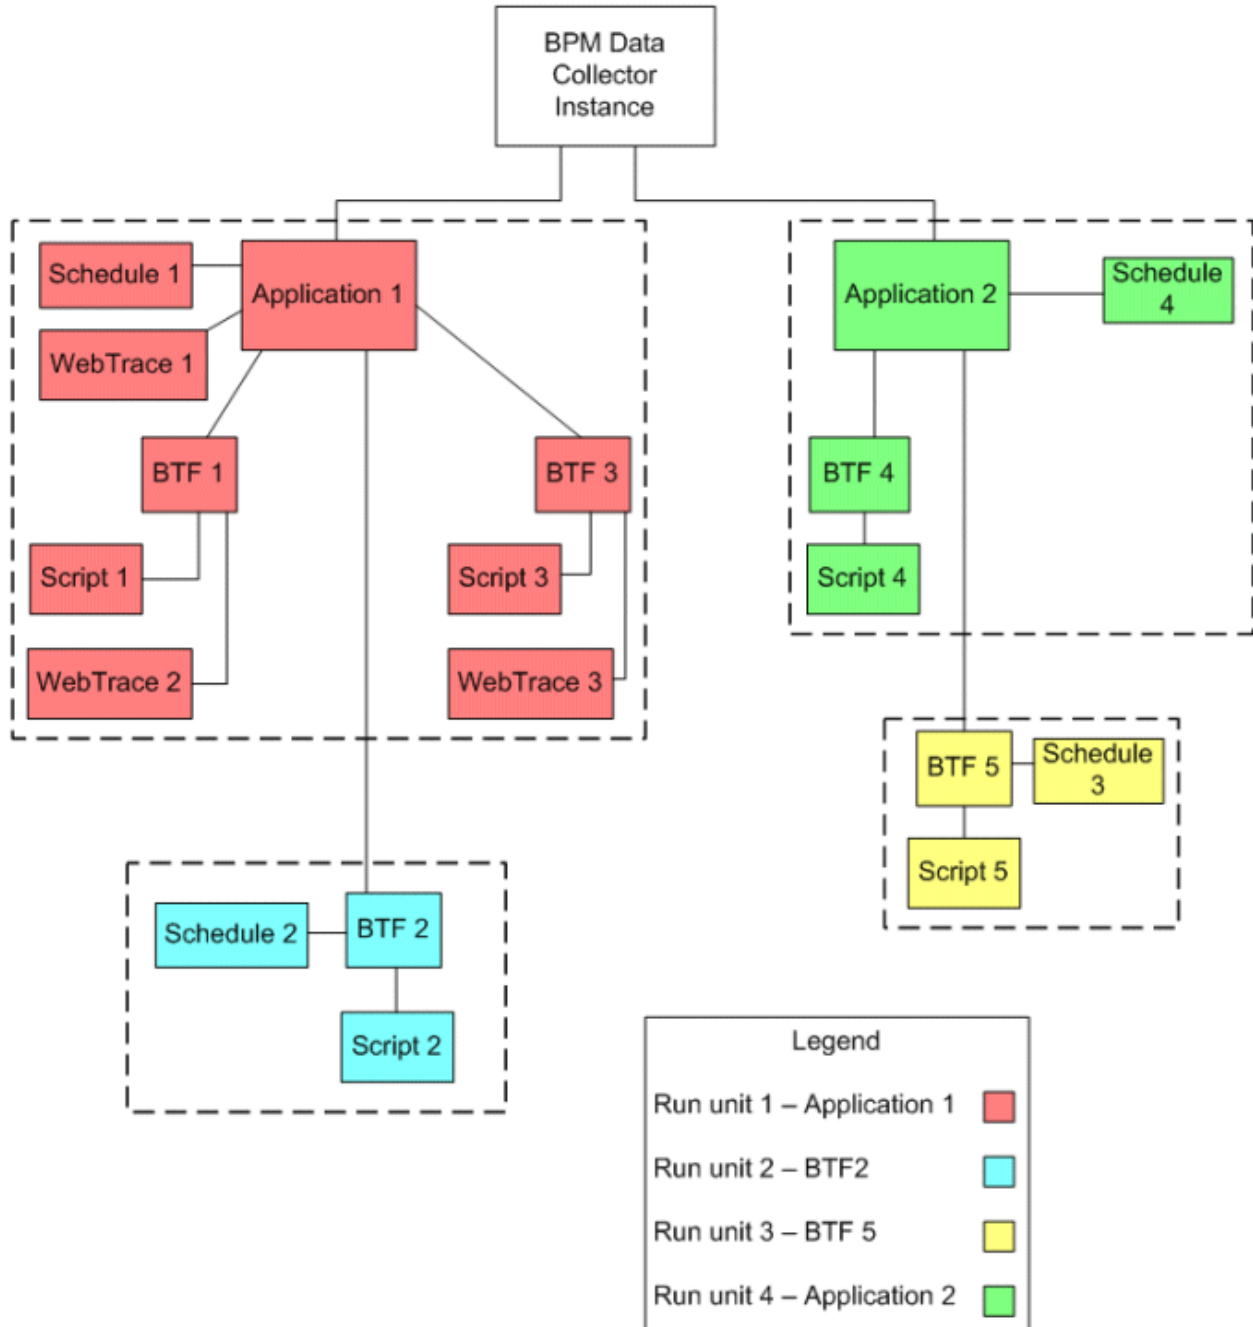 BPM Data
Collector
Instance
Schedule 1
Application 1
WebTrace 1
BTF 1
BTF 3
Script 1
Script 3
WebTrace 2
WebTrace 3
Application 2
Schedule
4
BTF 4
Script 4
BTF 5
Schedule
3
Script 5
Schedule 2
BTF 2
Script 2
Legend
Run unit 1 – Application 1
Run unit 2 – BTF2
Run unit 3 – BTF 5
Run unit 4 – Application 2